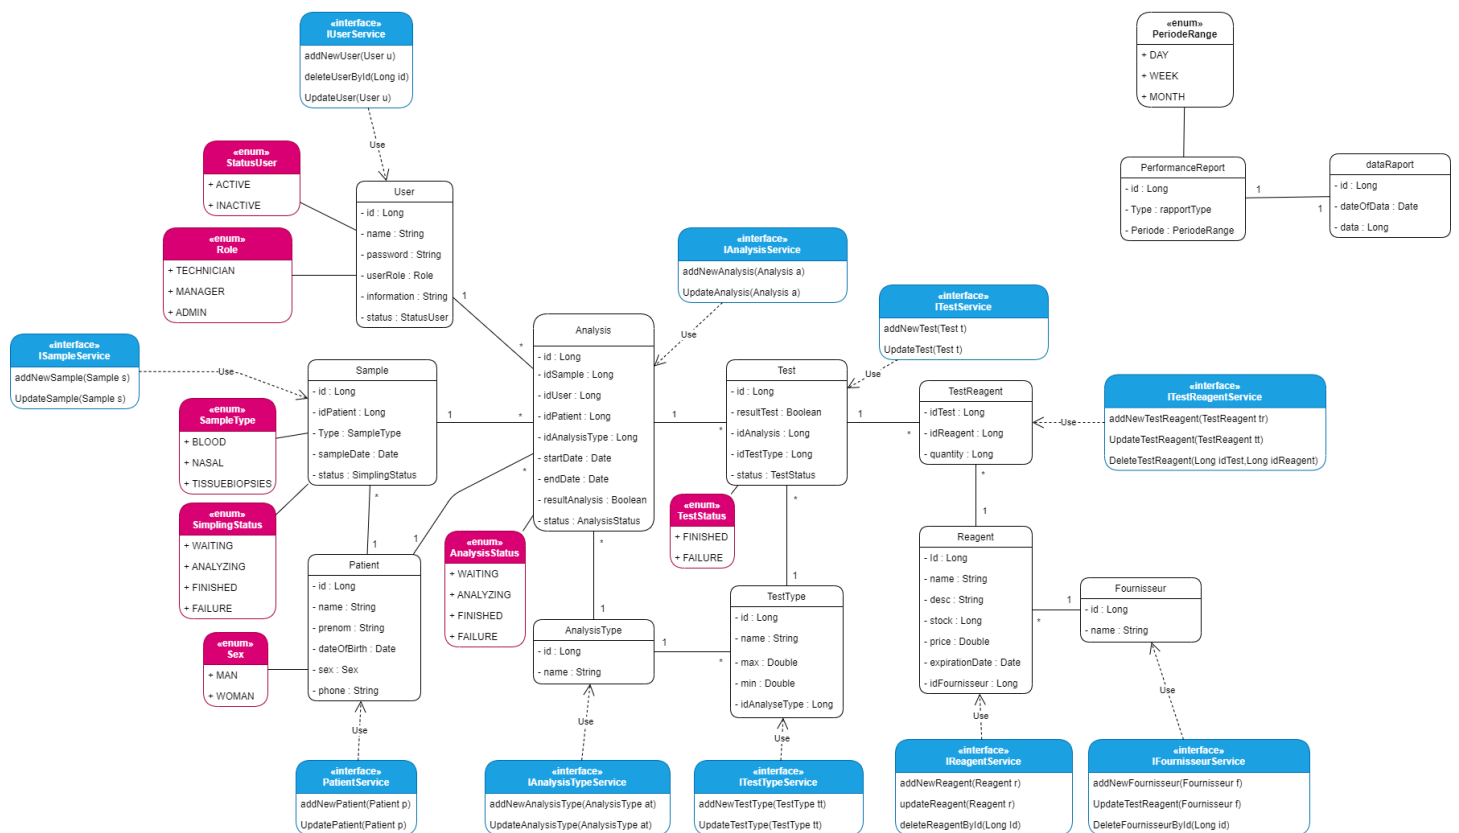 «interface»
IUserService
addNewUser(User u)
deleteUserById(Long id)
UpdateUser(User u)
Use
«enum»
PeriodeRange
+ DAY
+ WEEK
+ MONTH
«enum»
StatusUser
+ ACTIVE
+ INACTIVE
User
- id : Long
- name : String
- password : String
- userRole : Role
- information : String
- status : StatusUser
PerformanceReport
- id : Long
- Type : rapportType
- Periode : PeriodeRange
1
1
dataRaport
- id : Long
- dateOfData : Date
- data : Long
«enum»
Role
+ TECHNICIAN
+ MANAGER
+ ADMIN
1
*
«interface»
IAnalysisService
addNewAnalysis(Analysis a)
UpdateAnalysis(Analysis a)
Use
«interface»
ITestService
addNewTest(Test t)
UpdateTest(Test t)
Use
«interface»
ISampleService
addNewSample(Sample s)
UpdateSample(Sample s)
Use
Sample
- id : Long
- idPatient : Long
- Type : SampleType
- sampleDate : Date
- status : SimplingStatus
1
*
Analysis
- id : Long
- idSample : Long
- idUser : Long
- idPatient : Long
- idAnalysisType : Long
- startDate : Date
- endDate : Date
- resultAnalysis : Boolean
- status : AnalysisStatus
1
*
Test
- id : Long
- resultTest : Boolean
- idAnalysis : Long
- idTestType : Long
- status : TestStatus
1
*
TestReagent
- idTest : Long
- idReagent : Long
- quantity : Long
Use
«interface»
ITestReagentService
addNewTestReagent(TestReagent tr)
UpdateTestReagent(TestReagent tt)
DeleteTestReagent(Long idTest,Long idReagent)
«enum»
SampleType
+ BLOOD
+ NASAL
+ TISSUEBIOPSIES
«enum»
SimplingStatus
+ WAITING
+ ANALYZING
+ FINISHED
+ FAILURE
*
1
*
1
«enum»
AnalysisStatus
+ WAITING
+ ANALYZING
+ FINISHED
+ FAILURE
*
1
«enum»
TestStatus
+ FINISHED
+ FAILURE
*
1
*
1
Patient
- id : Long
- name : String
- prenom : String
- dateOfBirth : Date
- sex : Sex
- phone : String
«enum»
Sex
+ MAN
+ WOMAN
AnalysisType
- id : Long
- name : String
1
*
TestType
- id : Long
- name : String
- max : Double
- min : Double
- idAnalyseType : Long
Reagent
- Id : Long
- name : String
- desc : String
- stock : Long
- price : Double
- expirationDate : Date
- idFournisseur : Long
1
*
Fournisseur
- id : Long
- name : String
Use
Use
Use
Use
Use
«interface»
PatientService
addNewPatient(Patient p)
UpdatePatient(Patient p)
«interface»
IAnalysisTypeService
addNewAnalysisType(AnalysisType at)
UpdateAnalysisType(AnalysisType at)
«interface»
ITestTypeService
addNewTestType(TestType tt)
UpdateTestType(TestType tt)
«interface»
IReagentService
addNewReagent(Reagent r)
updateReagent(Reagent r)
deleteReagentById(Long Id)
«interface»
IFournisseurService
addNewFournisseur(Fournisseur f)
UpdateTestReagent(Fournisseur f)
DeleteFournisseurById(Long id)